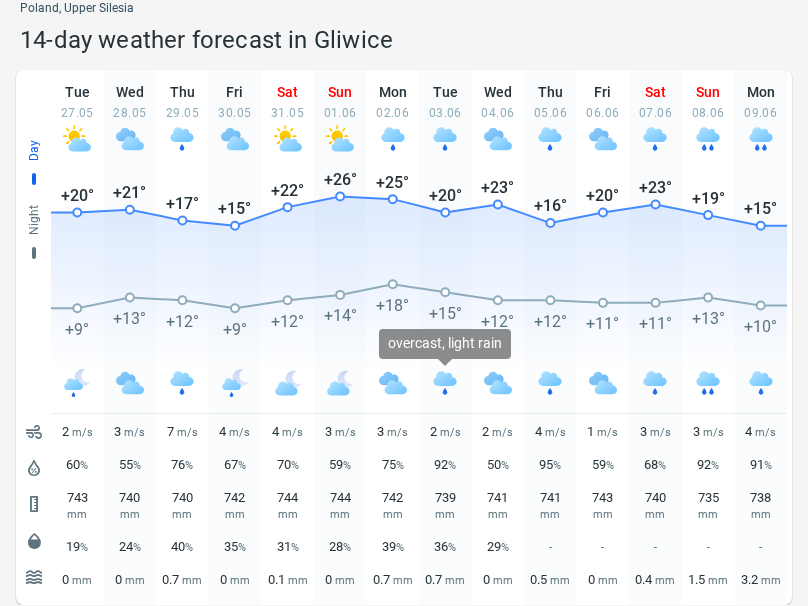 Poland, Upper Silesia
14-day weather forecast in Gliwice
Tue Wed Thu Fri Sat Sun Mon Tue Wed Thu Fri Sat Sun Mon
27.05 28.05 29.05 30.05 31.05 01.06 02.06 03.06 04.06 05.06 06.06 07.06 08.06 09.06
Day
+20° +21° +17° +15° +22° +26° +25° +20° +23° +16° +20° +23° +19° +15°
Night
+9° +13° +12° +9° +12° +14° +18° +15° +12° +12° +11° +11° +13° +10°
overcast, light rain
2 m/s 3 m/s 7 m/s 4 m/s 4 m/s 3 m/s 3 m/s 2 m/s 2 m/s 4 m/s 1 m/s 3 m/s 3 m/s 4 m/s
60% 55% 76% 67% 70% 59% 75% 92% 50% 95% 59% 68% 92% 91%
743 740 740 742 744 744 742 739 741 741 743 740 735 738
mm mm mm mm mm mm mm mm mm mm mm mm mm mm
19% 24% 40% 35% 31% 28% 39% 36% 29% - - - - -
0 mm 0 mm 0.7 mm 0 mm 0.1 mm 0 mm 0.7 mm 0.7 mm 0 mm 0.5 mm 0 mm 0.4 mm 1.5 mm 3.2 mm